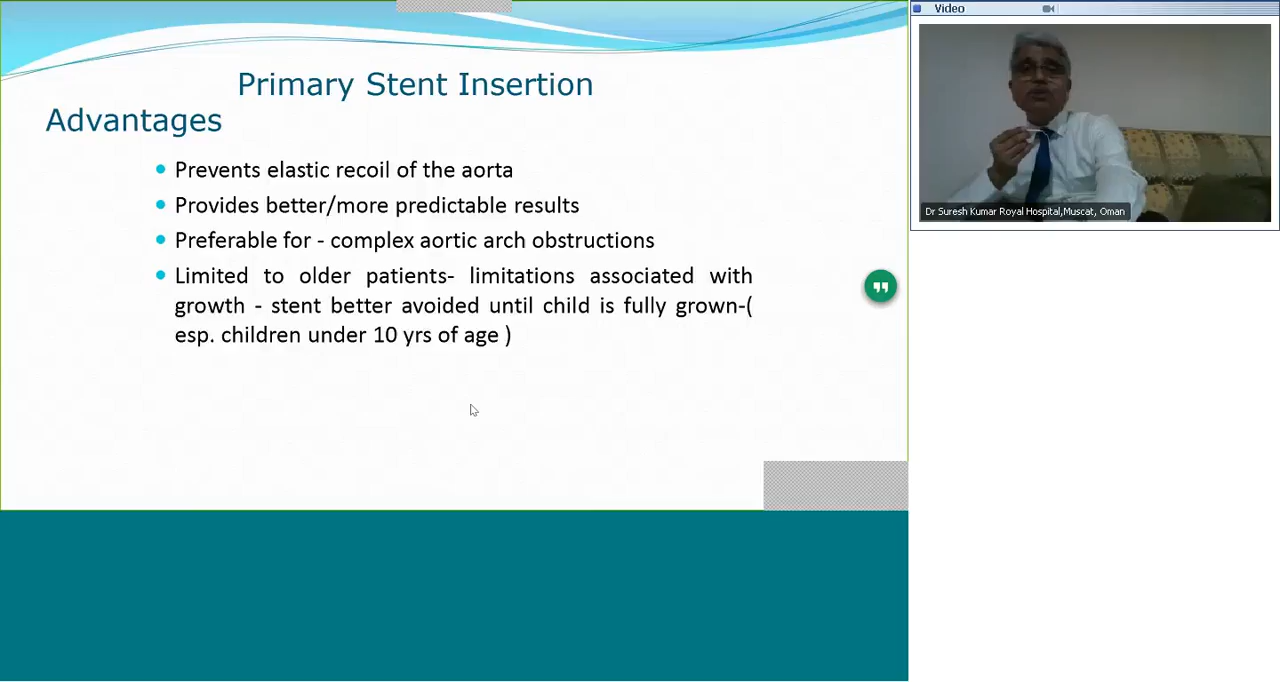 Video
Primary Stent Insertion
Advantages
Prevents elastic recoil of the aorta
Provides better/more predictable results
Preferable for - complex aortic arch obstructions
Limited to older patients- limitations associated with
growth - stent better avoided until child is fully grown-(
esp. children under 10 yrs of age )
Dr Suresh Kumar Royal Hospital,Muscat, Oman